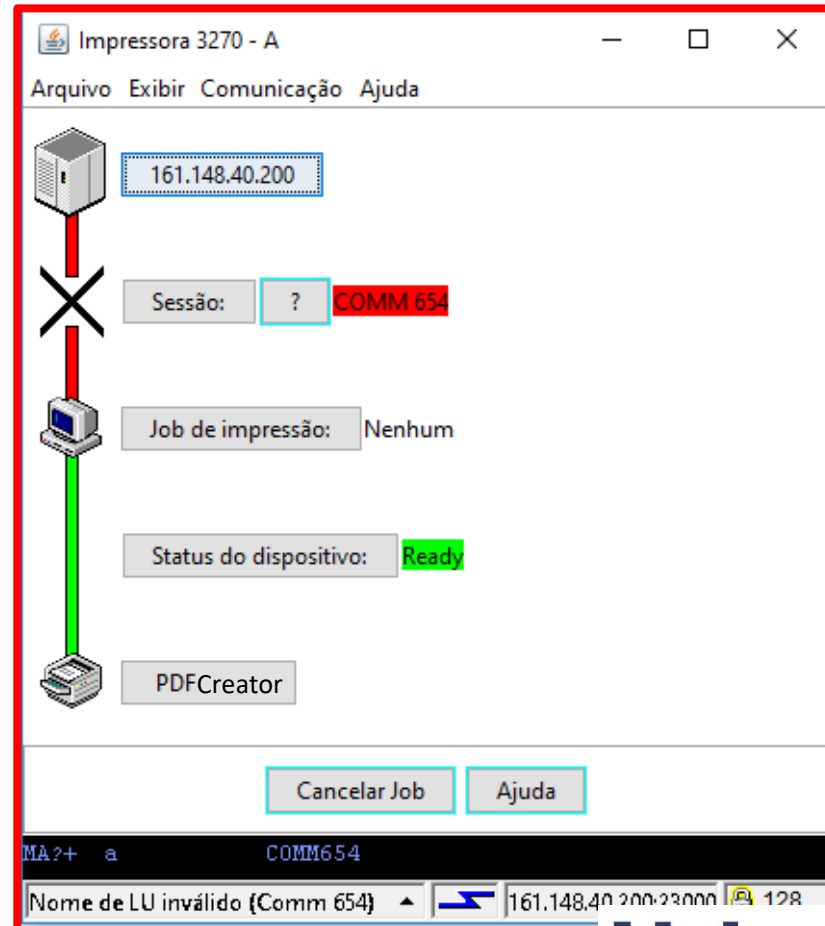 Impressora 3270 - A
Arquivo Exibir Comunicação Ajuda
161.148.40.200
Sessão: ? COMM 654
Job de impressão: Nenhum
Status do dispositivo: Ready
PDFCreator
Cancelar Job Ajuda
MA?+ a COMM654
Nome de LU inválido (Comm 654) 161.148.40.200:23000 128